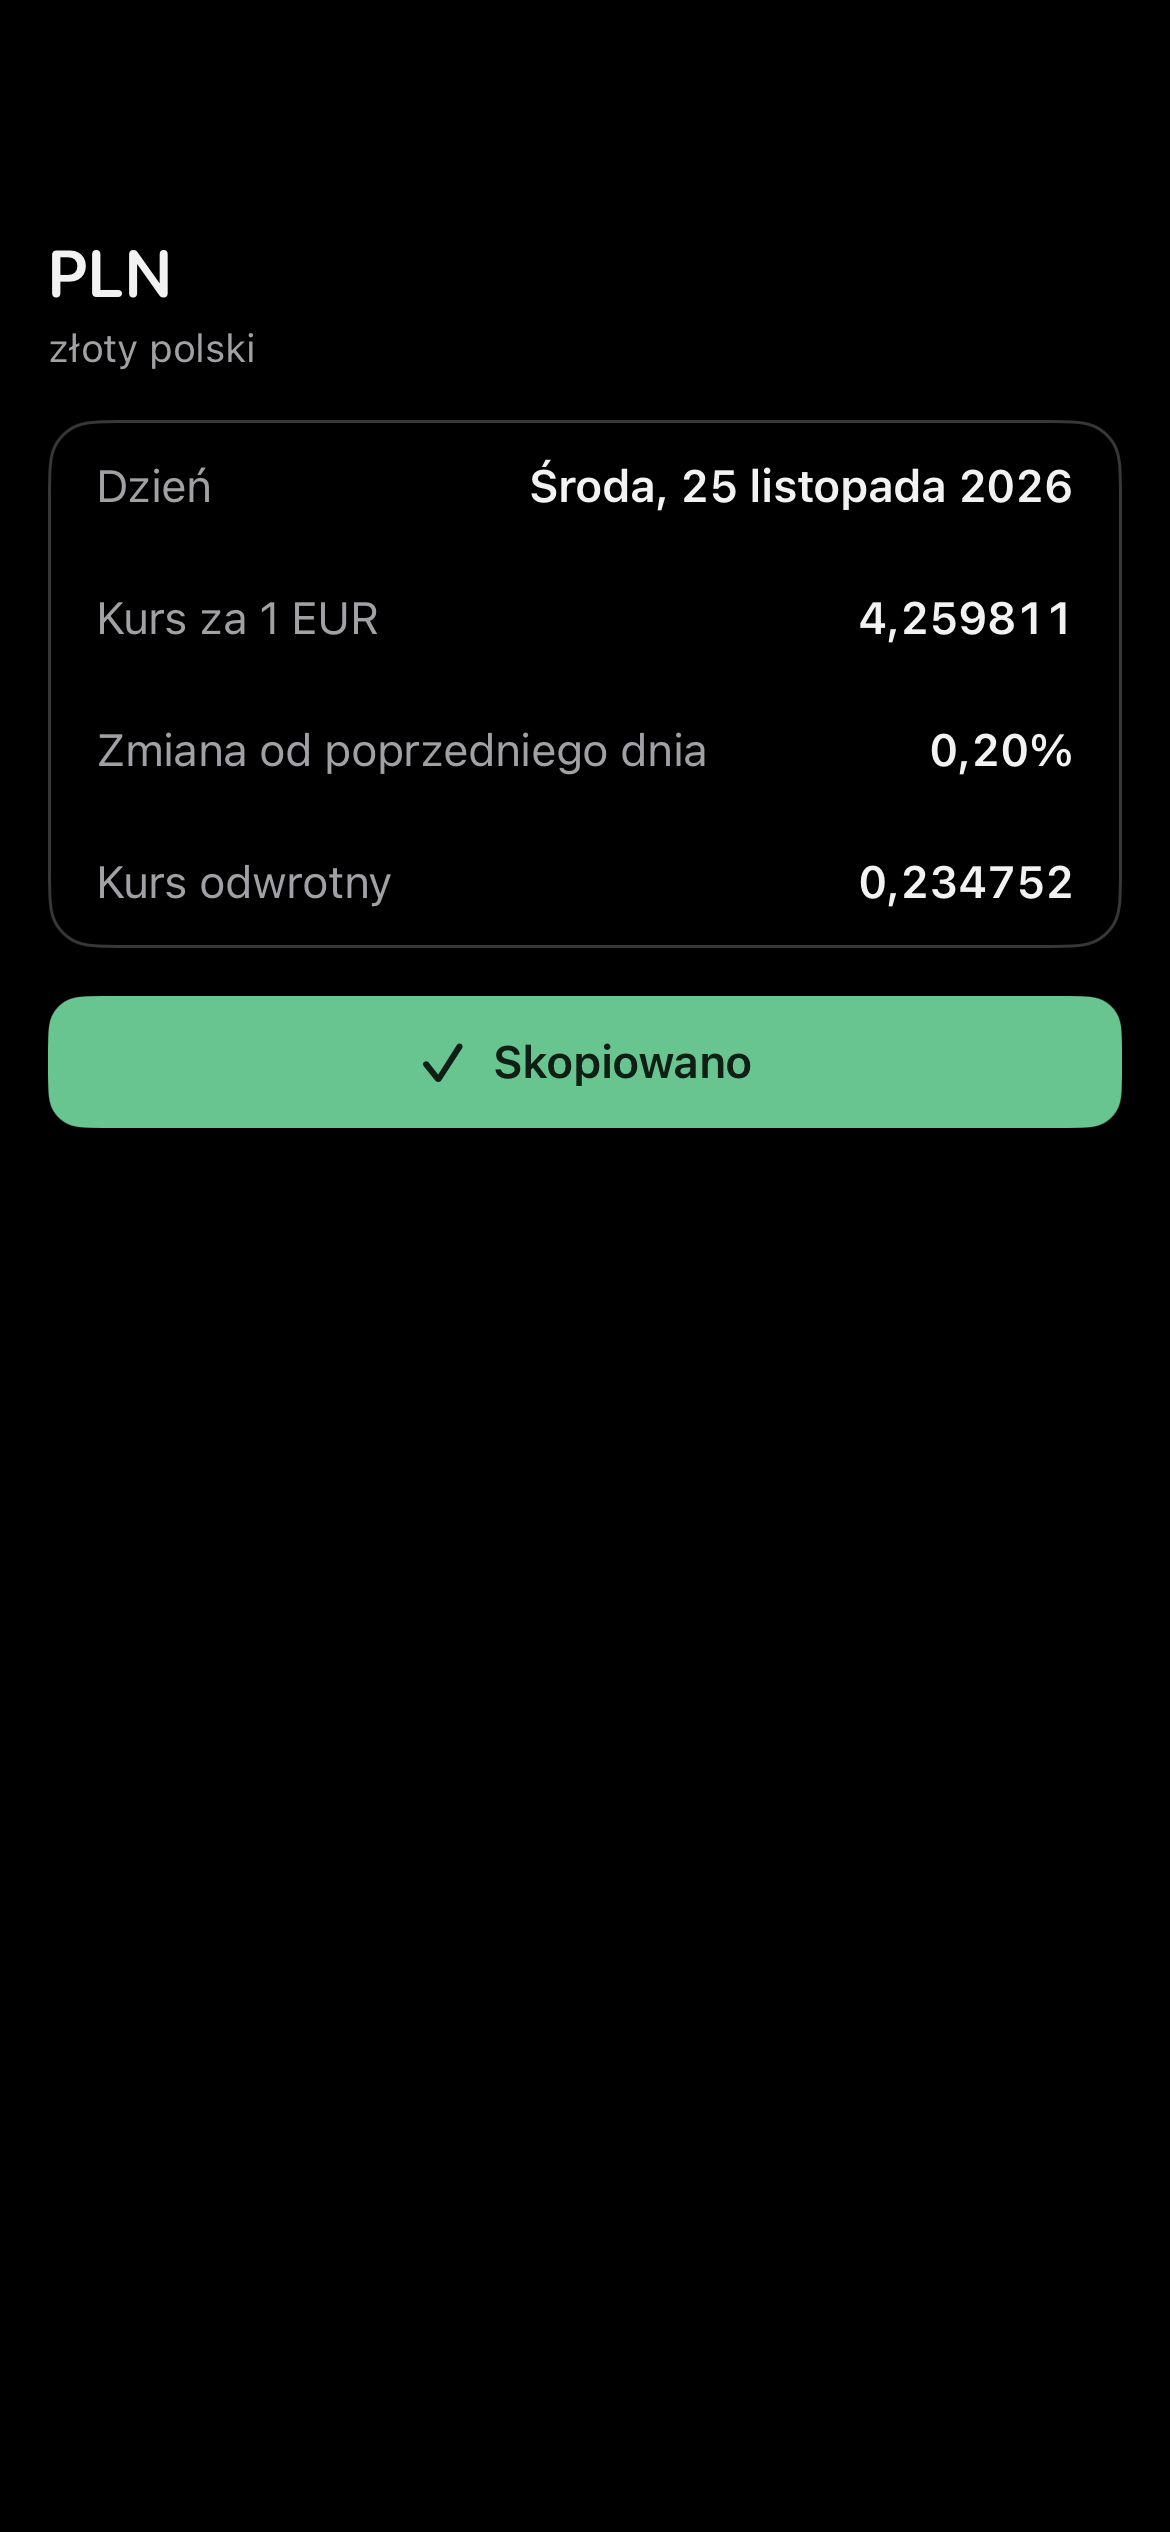 PLN
złoty polski
Dzień Środa, 25 listopada 2026
Kurs za 1 EUR 4,259811
Zmiana od poprzedniego dnia 0,20%
Kurs odwrotny 0,234752
Skopiowano